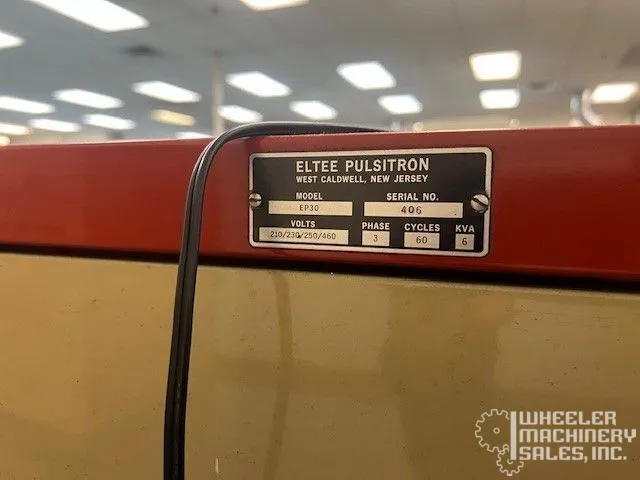 ELTEE PULSITRON
WEST CALDWELL, NEW JERSEY
MODEL SERIAL NO.
EP30 406
VOLTS PHASE CYCLES KVA
210/230/250/460 3 60 6
WHEELER
MACHINERY
SALES, INC.